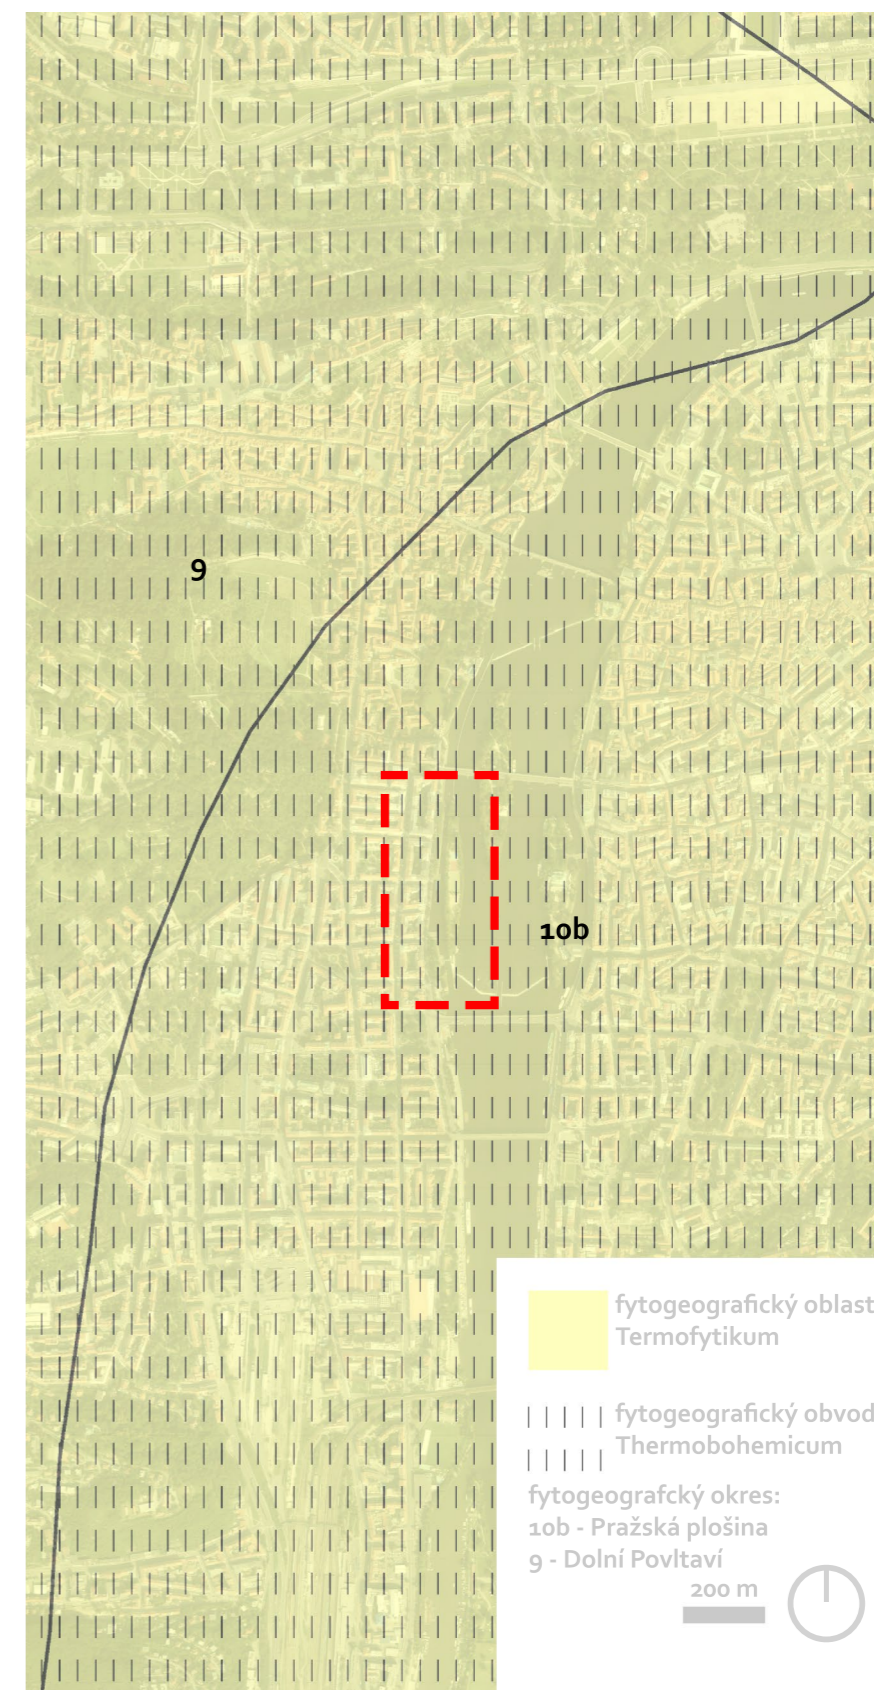 9
10b
fytogeografický oblast
Termofytikum
fytogeografický obvod
Thermobohemicum
fytogeografcký okres:
10b - Pražská plošina
9 - Dolní Povltaví
200 m